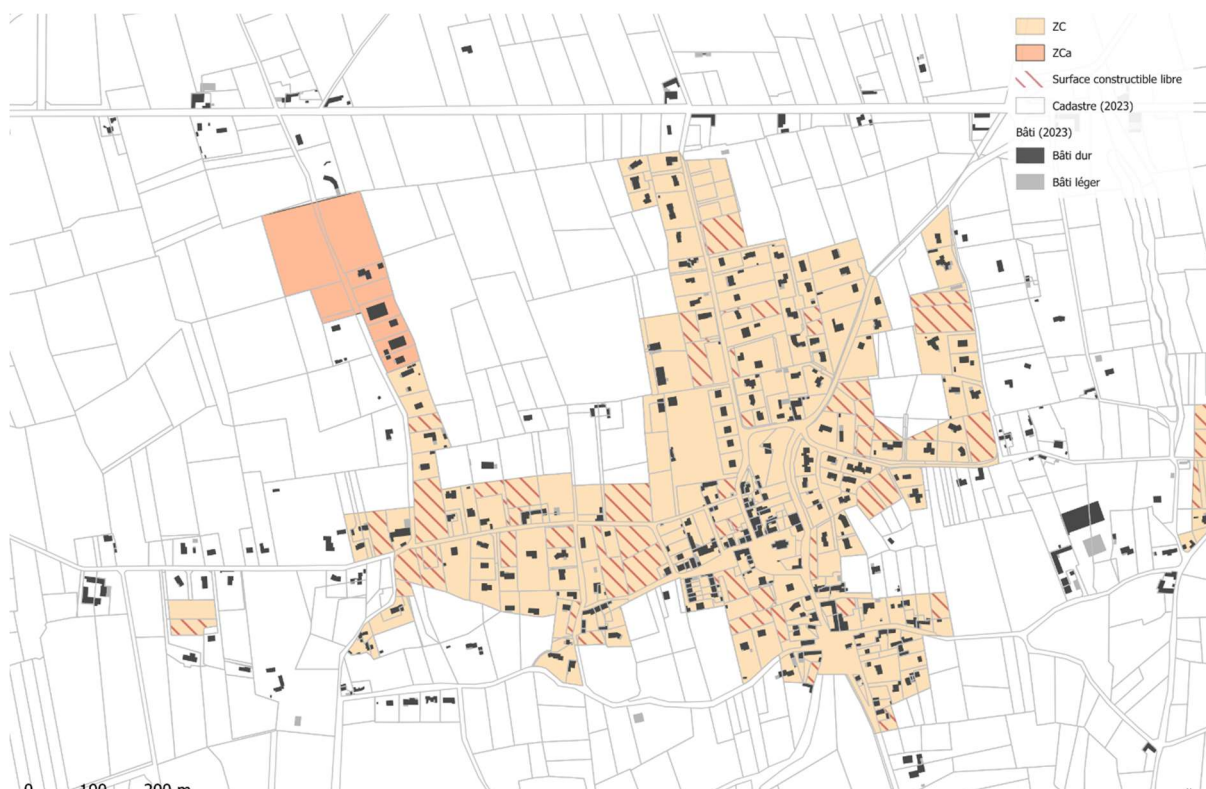 ZC
ZCa
Surface constructible libre
Cadastre (2023)
Bâti (2023)
Bâti dur
Bâti léger
0 100 200 m